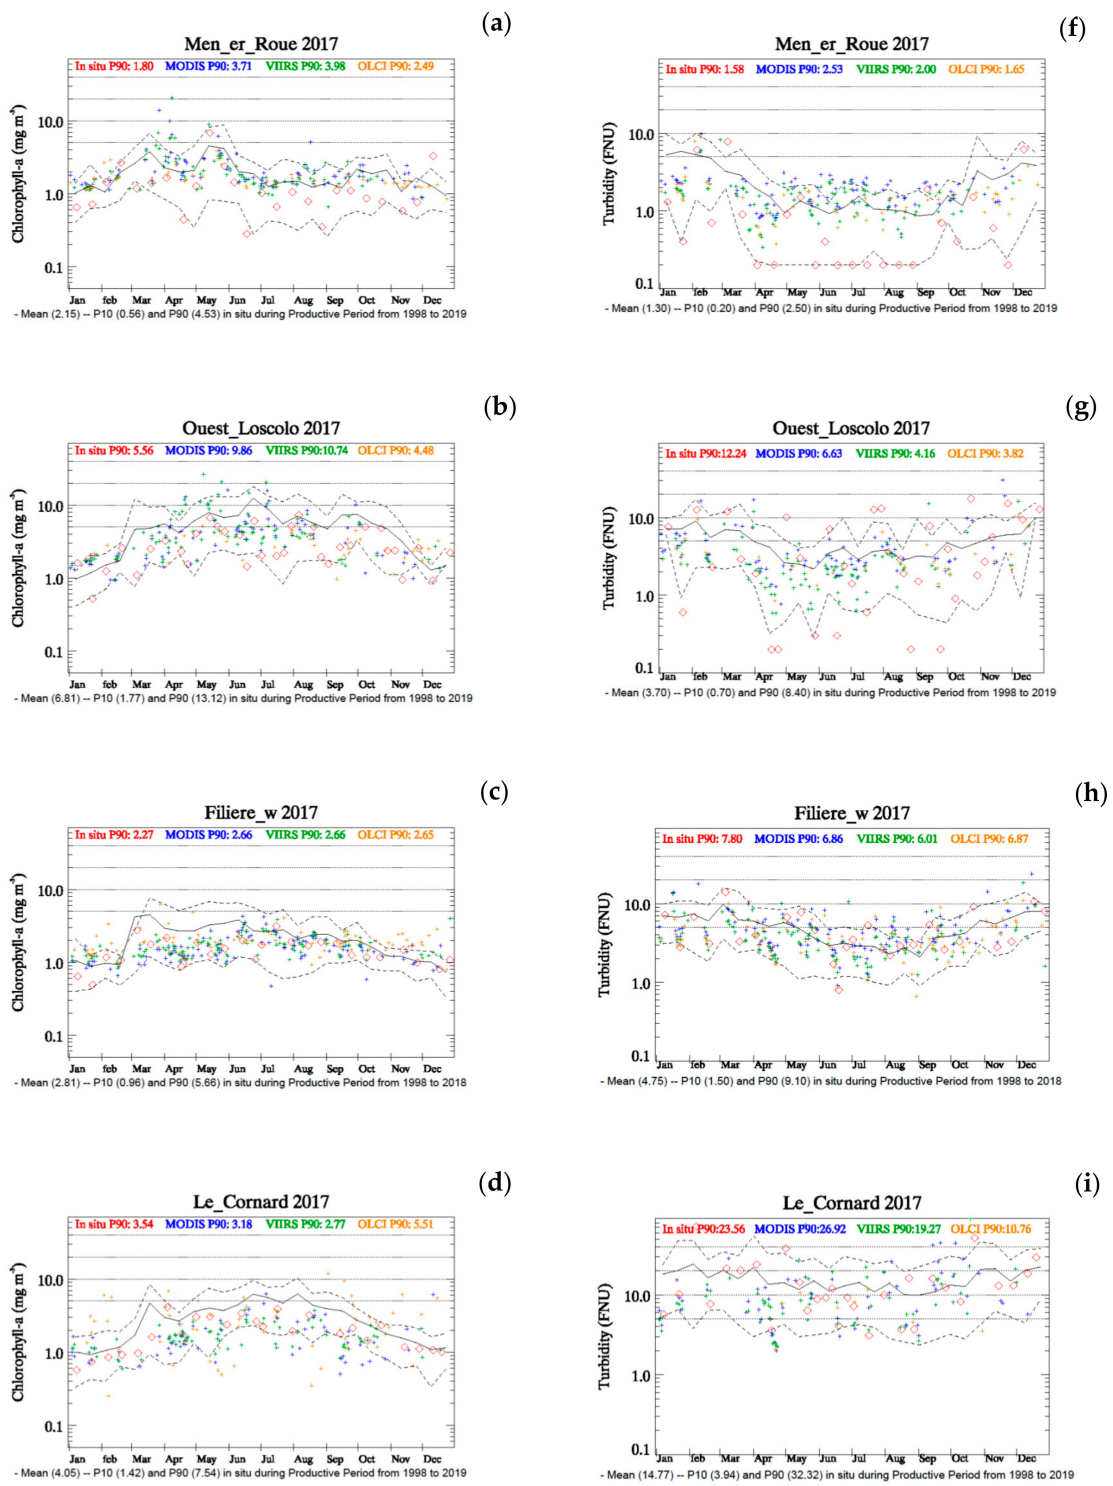 (a)
Men_er_Roue 2017
In situ P90: 1.80 MODIS P90: 3.71 VIIRS P90: 3.98 OLCI P90: 2.49
Chlorophyll-a (mg m⁻³)
10.0
1.0
0.1
Jan feb Mar Apr May Jun Jul Aug Sep Oct Nov Dec
- Mean (2.15) -- P10 (0.56) and P90 (4.53) in situ during Productive Period from 1998 to 2019
(f)
Men_er_Roue 2017
In situ P90: 1.58 MODIS P90: 2.53 VIIRS P90: 2.00 OLCI P90: 1.65
Turbidity (FNU)
10.0
1.0
0.1
Jan feb Mar Apr May Jun Jul Aug Sep Oct Nov Dec
- Mean (1.30) -- P10 (0.20) and P90 (2.50) in situ during Productive Period from 1998 to 2019
(b)
Ouest_Loscolo 2017
In situ P90: 5.56 MODIS P90: 9.86 VIIRS P90:10.74 OLCI P90: 4.48
Chlorophyll-a (mg m⁻³)
10.0
1.0
0.1
Jan feb Mar Apr May Jun Jul Aug Sep Oct Nov Dec
- Mean (6.81) -- P10 (1.77) and P90 (13.12) in situ during Productive Period from 1998 to 2019
(g)
Ouest_Loscolo 2017
In situ P90:12.24 MODIS P90: 6.63 VIIRS P90: 4.16 OLCI P90: 3.82
Turbidity (FNU)
10.0
1.0
0.1
Jan feb Mar Apr May Jun Jul Aug Sep Oct Nov Dec
- Mean (3.70) -- P10 (0.70) and P90 (8.40) in situ during Productive Period from 1998 to 2019
(c)
Filiere_w 2017
In situ P90: 2.27 MODIS P90: 2.66 VIIRS P90: 2.66 OLCI P90: 2.65
Chlorophyll-a (mg m⁻³)
10.0
1.0
0.1
Jan feb Mar Apr May Jun Jul Aug Sep Oct Nov Dec
- Mean (2.81) -- P10 (0.96) and P90 (5.66) in situ during Productive Period from 1998 to 2018
(h)
Filiere_w 2017
In situ P90: 7.80 MODIS P90: 6.86 VIIRS P90: 6.01 OLCI P90: 6.87
Turbidity (FNU)
10.0
1.0
0.1
Jan feb Mar Apr May Jun Jul Aug Sep Oct Nov Dec
- Mean (4.75) -- P10 (1.50) and P90 (9.10) in situ during Productive Period from 1998 to 2018
(d)
Le_Cornard 2017
In situ P90: 3.54 MODIS P90: 3.18 VIIRS P90: 2.77 OLCI P90: 5.51
Chlorophyll-a (mg m⁻³)
10.0
1.0
0.1
Jan feb Mar Apr May Jun Jul Aug Sep Oct Nov Dec
- Mean (4.05) -- P10 (1.42) and P90 (7.54) in situ during Productive Period from 1998 to 2019
(i)
Le_Cornard 2017
In situ P90:23.56 MODIS P90:26.92 VIIRS P90:19.27 OLCI P90:10.76
Turbidity (FNU)
10.0
1.0
0.1
Jan feb Mar Apr May Jun Jul Aug Sep Oct Nov Dec
- Mean (14.77) -- P10 (3.94) and P90 (32.32) in situ during Productive Period from 1998 to 2019